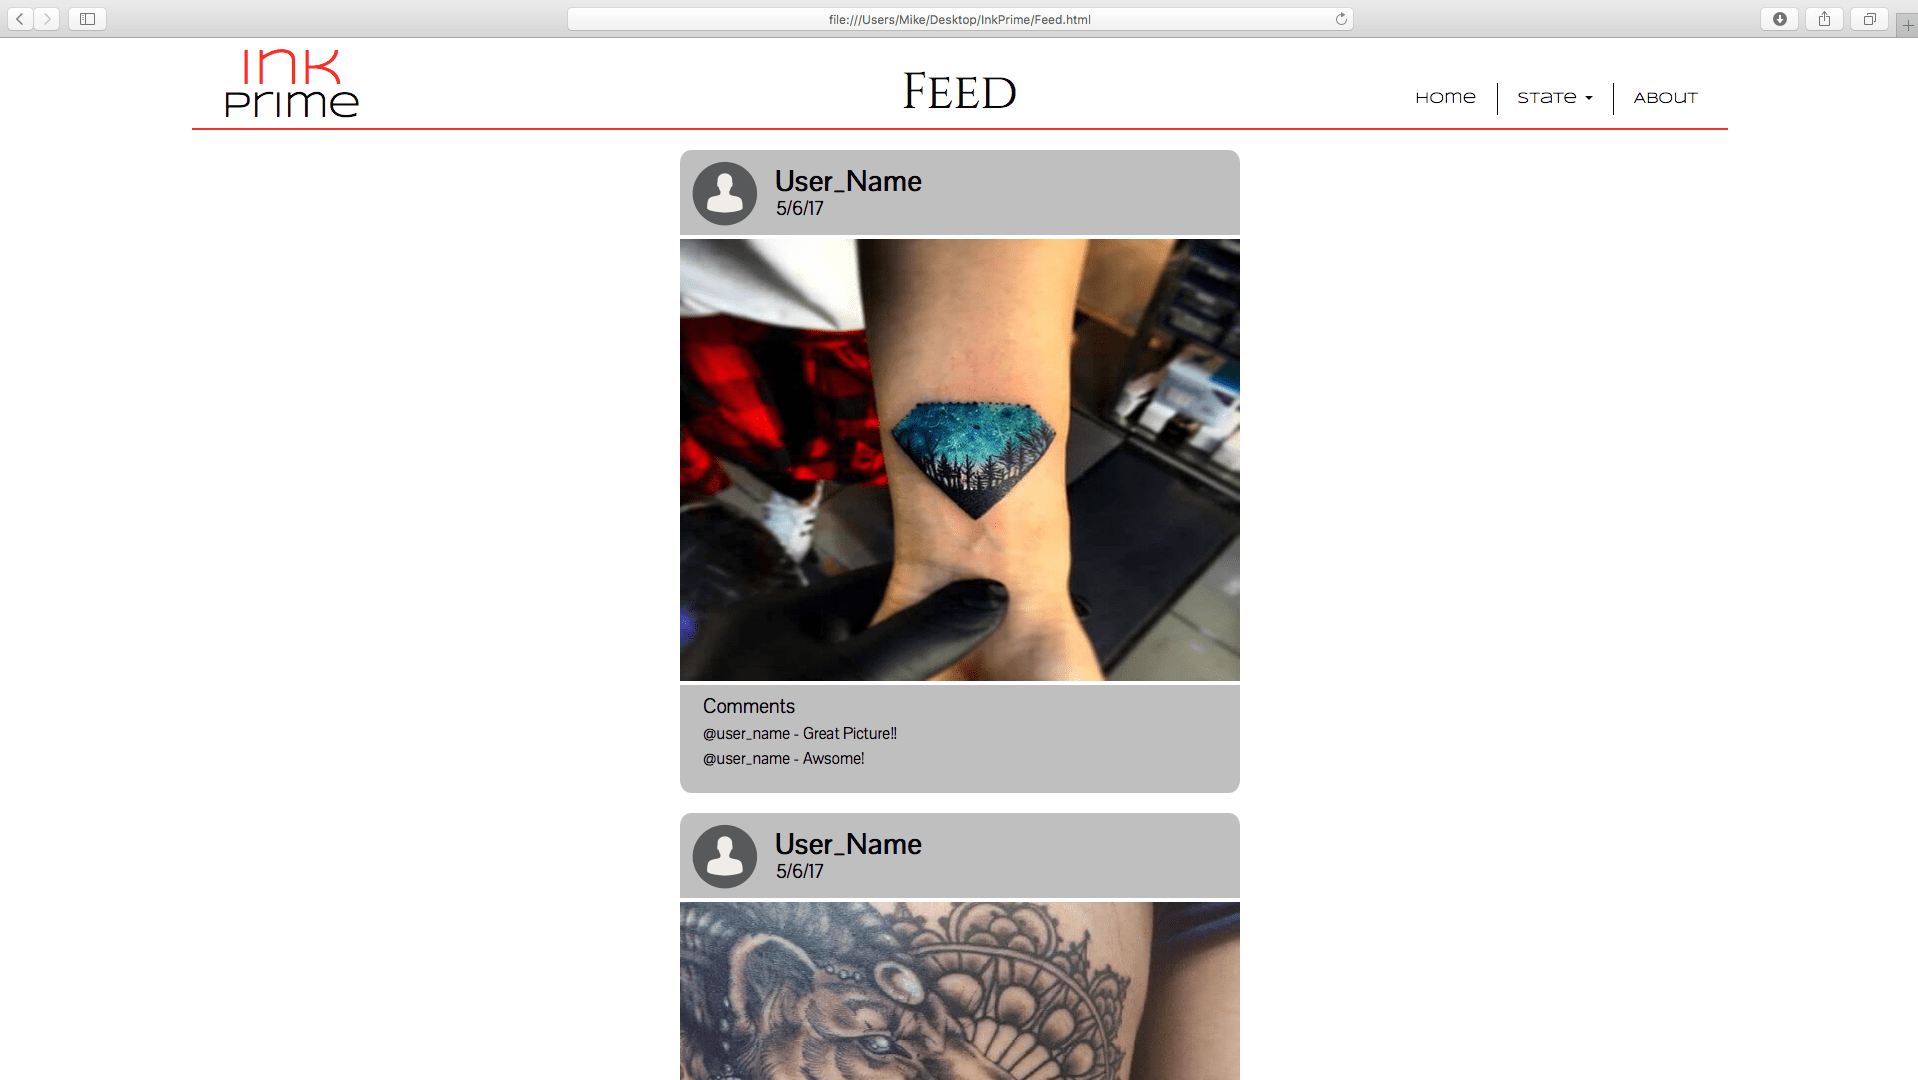 file:///Users/Mike/Desktop/InkPrime/Feed.html
Ink
Prime
Feed
Home
State
About
User_Name
5/6/17
Comments
@user_name - Great Picture!!
@user_name - Awsome!
User_Name
5/6/17